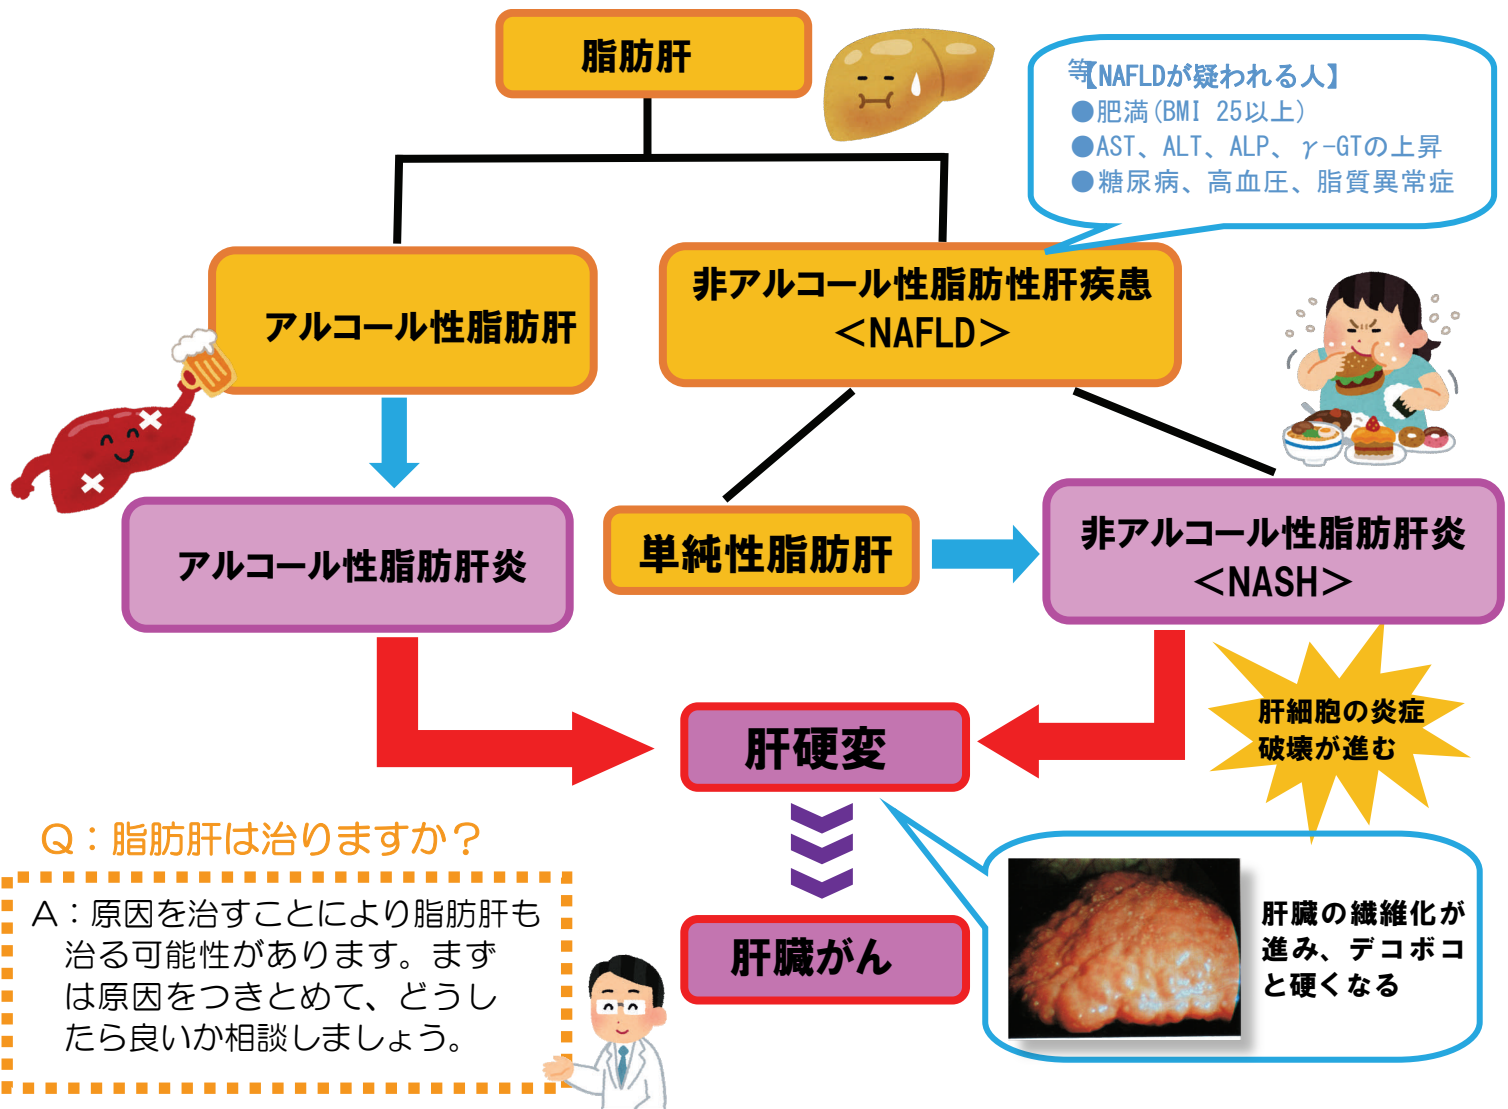 脂肪肝
等【NAFLDが疑われる人】
●肥満(BMI 25以上)
●AST、ALT、ALP、γ-GTの上昇
●糖尿病、高血圧、脂質異常症
アルコール性脂肪肝
非アルコール性脂肪性肝疾患
＜NAFLD＞
アルコール性脂肪肝炎
単純性脂肪肝
非アルコール性脂肪肝炎
＜NASH＞
肝細胞の炎症
破壊が進む
肝硬変
肝臓の繊維化が
進み、デコボコ
と硬くなる
肝臓がん
Q：脂肪肝は治りますか？
A：原因を治すことにより脂肪肝も
治る可能性があります。まず
は原因をつきとめて、どうし
たら良いか相談しましょう。